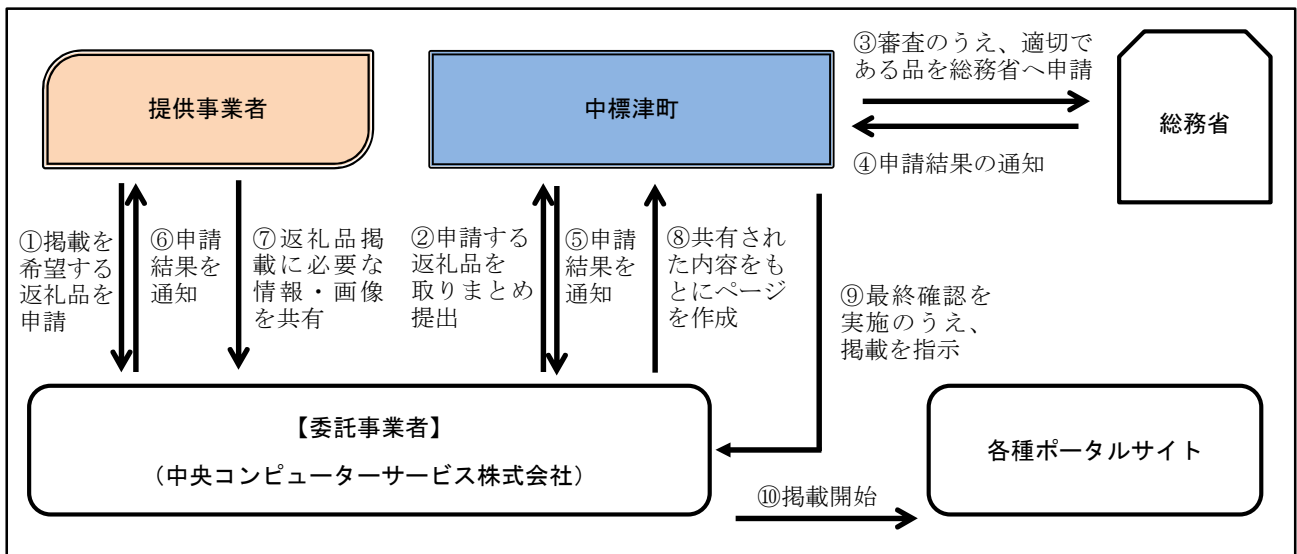 提供事業者
中標津町
③審査のうえ、適切で
ある品を総務省へ申請
総務省
④申請結果の通知
①掲載を
希望する
返礼品を
申請
⑥申請
結果を
通知
⑦返礼品掲
載に必要な
情報・画像
を共有
②申請する
返礼品を
取りまとめ
提出
⑤申請
結果を
通知
⑧共有され
た内容をも
とにページ
を作成
⑨最終確認を
実施のうえ、
掲載を指示
【委託事業者】
（中央コンピューターサービス株式会社）
各種ポータルサイト
⑩掲載開始